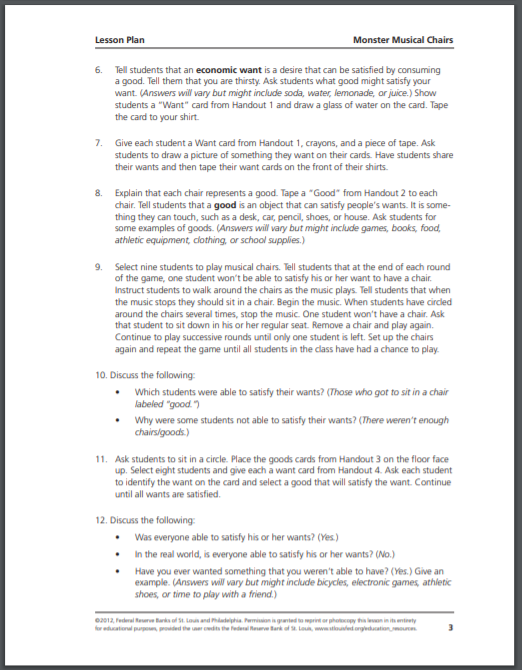 Lesson Plan
Monster Musical Chairs
6. Tell students that an economic want is a desire that can be satisfied by consuming
a good. Tell them that you are thirsty. Ask students what good might satisfy your
want. (Answers will vary but might include soda, water, lemonade, or juice.) Show
students a “Want” card from Handout 1 and draw a glass of water on the card. Tape
the card to your shirt.
7. Give each student a Want card from Handout 1, crayons, and a piece of tape. Ask
students to draw a picture of something they want on their cards. Have students share
their wants and then tape their want cards on the front of their shirts.
8. Explain that each chair represents a good. Tape a “Good” from Handout 2 to each
chair. Tell students that a good is an object that can satisfy people’s wants. It is some-
thing they can touch, such as a desk, car, pencil, shoes, or house. Ask students for
some examples of goods. (Answers will vary but might include games, books, food,
athletic equipment, clothing, or school supplies.)
9. Select nine students to play musical chairs. Tell students that at the end of each round
of the game, one student won’t be able to satisfy his or her want to have a chair.
Instruct students to walk around the chairs as the music plays. Tell students that when
the music stops they should sit in a chair. Begin the music. When students have circled
around the chairs several times, stop the music. One student won’t have a chair. Ask
that student to sit down in his or her regular seat. Remove a chair and play again.
Continue to play successive rounds until only one student is left. Set up the chairs
again and repeat the game until all students in the class have had a chance to play.
10. Discuss the following:
• Which students were able to satisfy their wants? (Those who got to sit in a chair
labeled “good.”)
• Why were some students not able to satisfy their wants? (There weren’t enough
chairs/goods.)
11. Ask students to sit in a circle. Place the goods cards from Handout 3 on the floor face
up. Select eight students and give each a want card from Handout 4. Ask each student
to identify the want on the card and select a good that will satisfy the want. Continue
until all wants are satisfied.
12. Discuss the following:
• Was everyone able to satisfy his or her wants? (Yes.)
• In the real world, is everyone able to satisfy his or her wants? (No.)
• Have you ever wanted something that you weren’t able to have? (Yes.) Give an
example. (Answers will vary but might include bicycles, electronic games, athletic
shoes, or time to play with a friend.)
©2012, Federal Reserve Banks of St. Louis and Philadelphia. Permission is granted to reprint or photocopy this lesson in its entirety
for educational purposes, provided the user credits the Federal Reserve Bank of St. Louis, www.stlouisfed.org/education_resources.
3